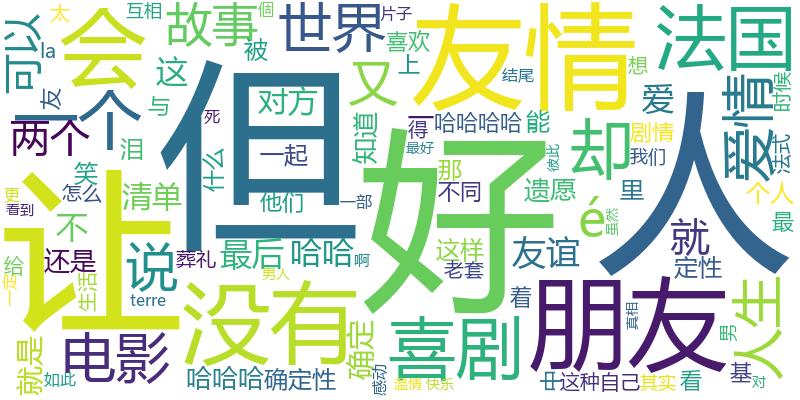 互相
個
片子
太
故事
世界
喜欢
友情
法国
可以
la
会
这
被
上
想
友
一个
与
但
又
结尾
爱
爱情
时候
两个
死
对方
知道
得
哈哈哈哈
能
却
剧情
人
泪
什么
一起
最好
好
那
彼此
我们
法式
笑
更
怎么
清单
他们
一部
不同
遗愿
é
里
个人
看到
让
不
虽然
最
还是
说
葬礼
最后
哈哈
啊
这样
友谊
就
给
生活
男人
老套
定性
一定
terre
没有
着
朋友
真相
人生
电影
确定
喜剧
男
就是
如此
哈哈哈
确定性
感动
温情
快乐
中
这种
自己
其实
看
基
对